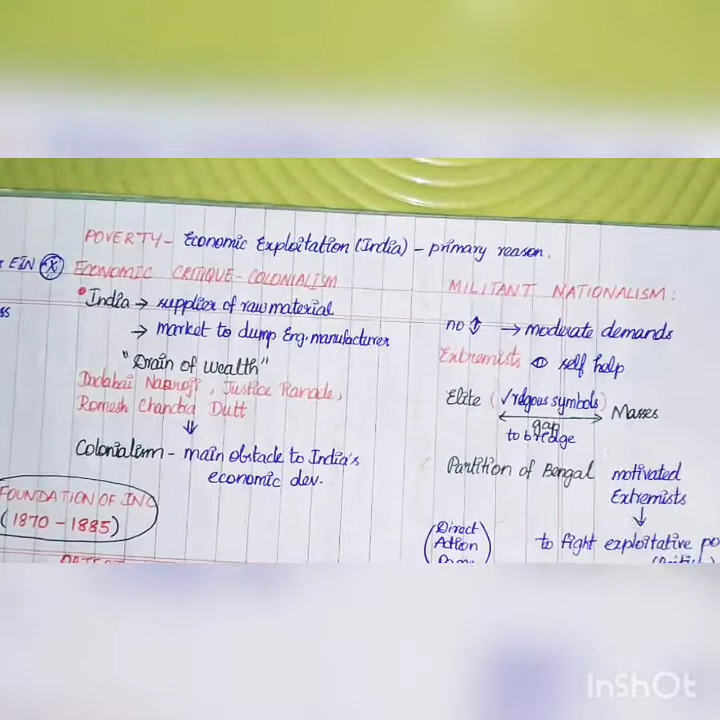 POVERTY - Economic Exploitation (India) - primary reason.
EIN X ECONOMIC CRITIQUE - COLONIALISM
India → supplier of raw material
→ market to dump Eng. manufacturer
"Drain of Wealth"
Dadabai Naoroji, Justice Ranade,
Romesh Chandra Dutt
Colonialism - main obstacle to India's
economic dev.
FOUNDATION OF INC
(1870 - 1885)
MILITANT NATIONALISM:
no ↑ → moderate demands
Extremists self help
Elite (√religous symbols) Masses
gap
to bridge
Partition of Bengal motivated
Extremists
↓
(Direct
Action
to fight exploitative po
InShOt